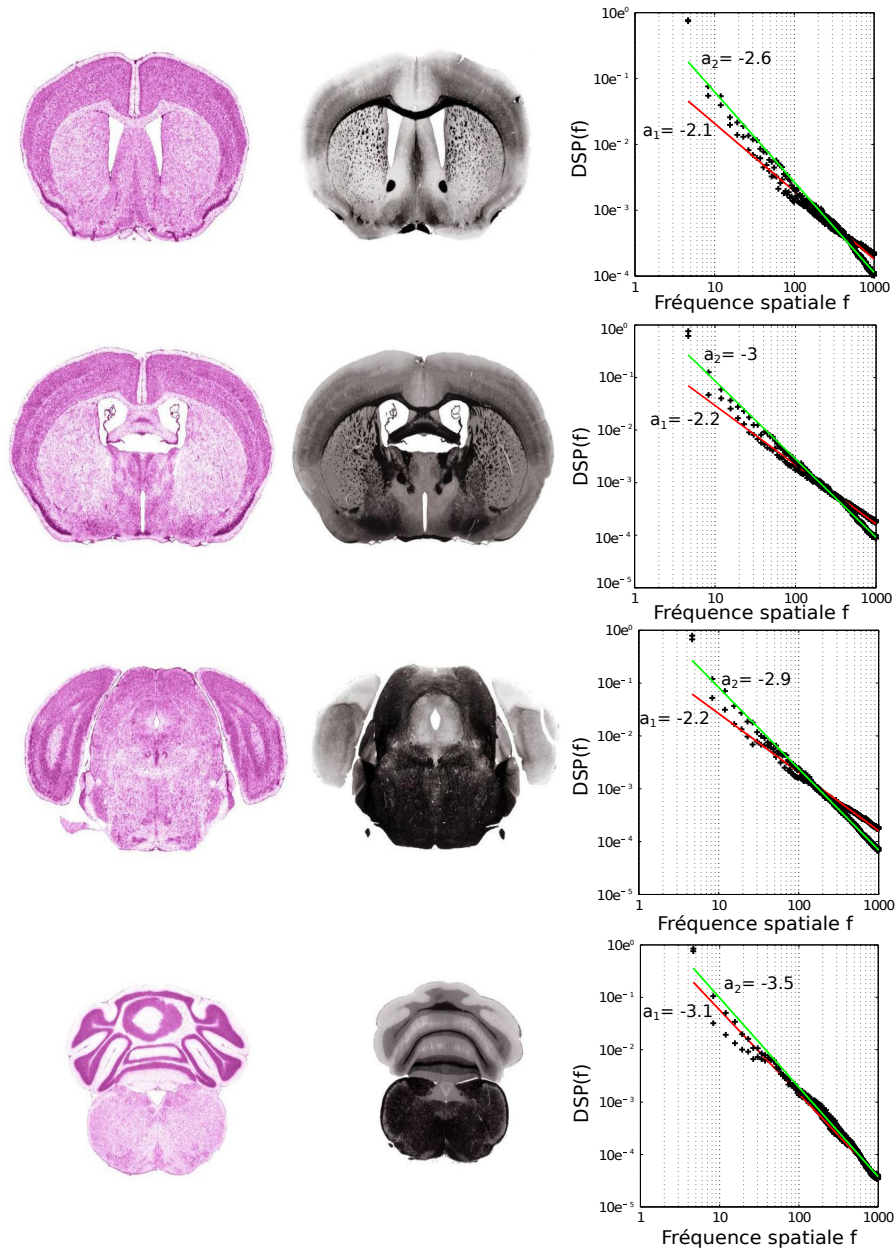 10e⁰
a₂= -2.6
10e⁻¹
a₁= -2.1
DSP(f)
10e⁻²
10e⁻³
10e⁻⁴
1 10 100 1000
Fréquence spatiale f
10e⁰
a₂= -3
10e⁻¹
a₁= -2.2
DSP(f)
10e⁻²
10e⁻³
10e⁻⁴
10e⁻⁵
1 10 100 1000
Fréquence spatiale f
10e⁰
a₂= -2.9
10e⁻¹
a₁= -2.2
DSP(f)
10e⁻²
10e⁻³
10e⁻⁴
10e⁻⁵
1 10 100 1000
Fréquence spatiale f
10e⁰
a₂= -3.5
10e⁻¹
a₁= -3.1
DSP(f)
10e⁻²
10e⁻³
10e⁻⁴
10e⁻⁵
1 10 100 1000
Fréquence spatiale f